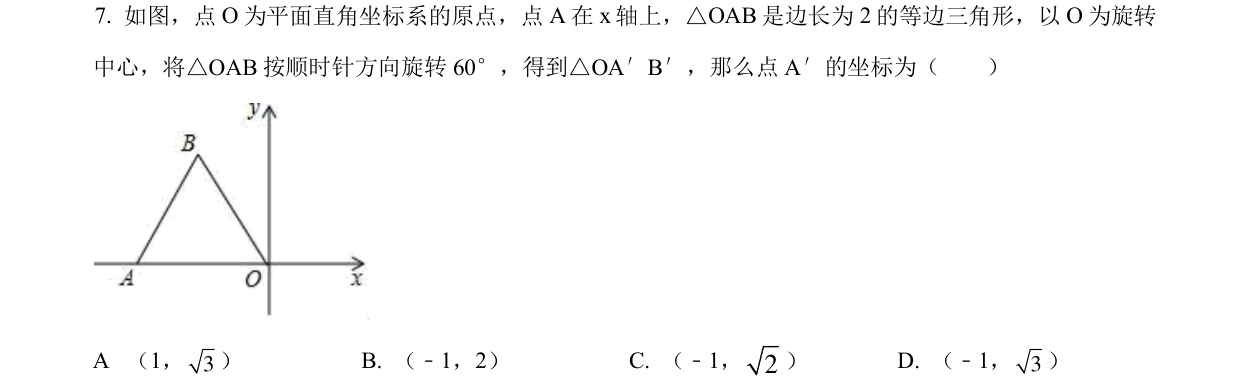 7. 如图，点 O 为平面直角坐标系的原点，点 A 在 x 轴上，△OAB 是边长为 2 的等边三角形，以 O 为旋转
中心，将△OAB 按顺时针方向旋转 60°，得到△OA′B′，那么点 A′的坐标为（　　）
y
B
A
O
x
A （1，√3） B. （﹣1，2） C. （﹣1，√2） D. （﹣1，√3）